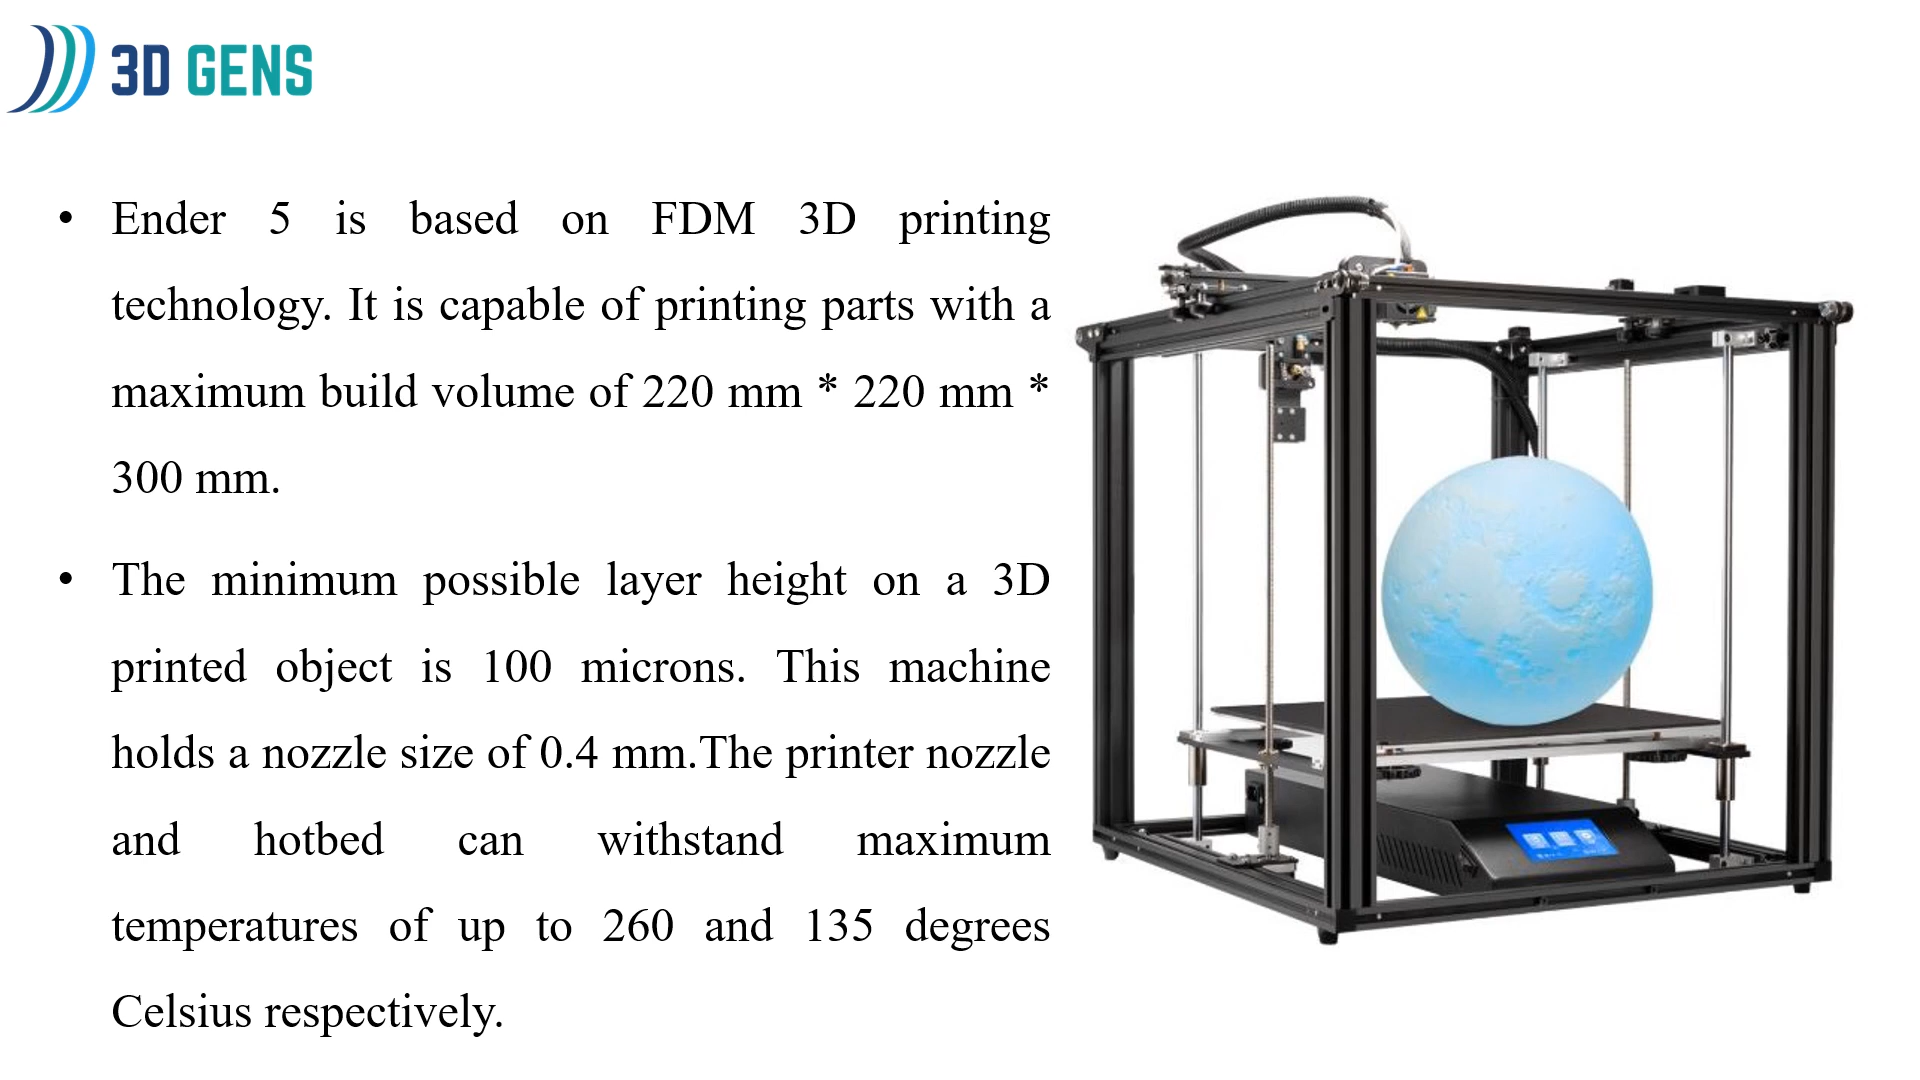 3D GENS
• Ender 5 is based on FDM 3D printing
technology. It is capable of printing parts with a
maximum build volume of 220 mm * 220 mm *
300 mm.
• The minimum possible layer height on a 3D
printed object is 100 microns. This machine
holds a nozzle size of 0.4 mm.The printer nozzle
and hotbed can withstand maximum
temperatures of up to 260 and 135 degrees
Celsius respectively.